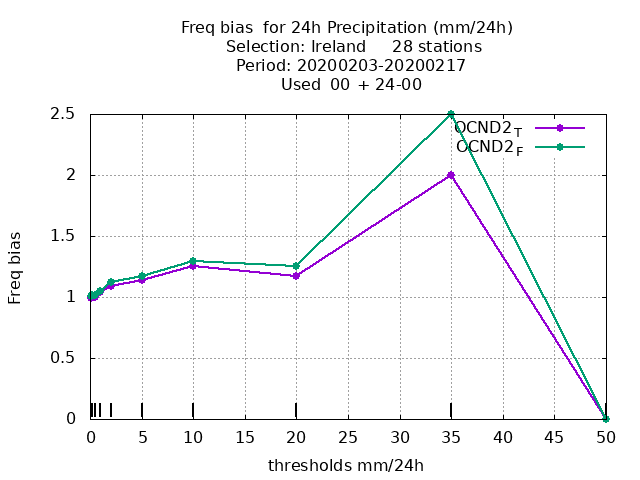 Freq bias  for 24h Precipitation (mm/24h)
Selection: Ireland     28 stations
Period: 20200203-20200217
Used  00 + 24-00
OCND2T
OCND2F
2.5
2
1.5
1
0.5
0
Freq bias
0 5 10 15 20 25 30 35 40 45 50
thresholds mm/24h